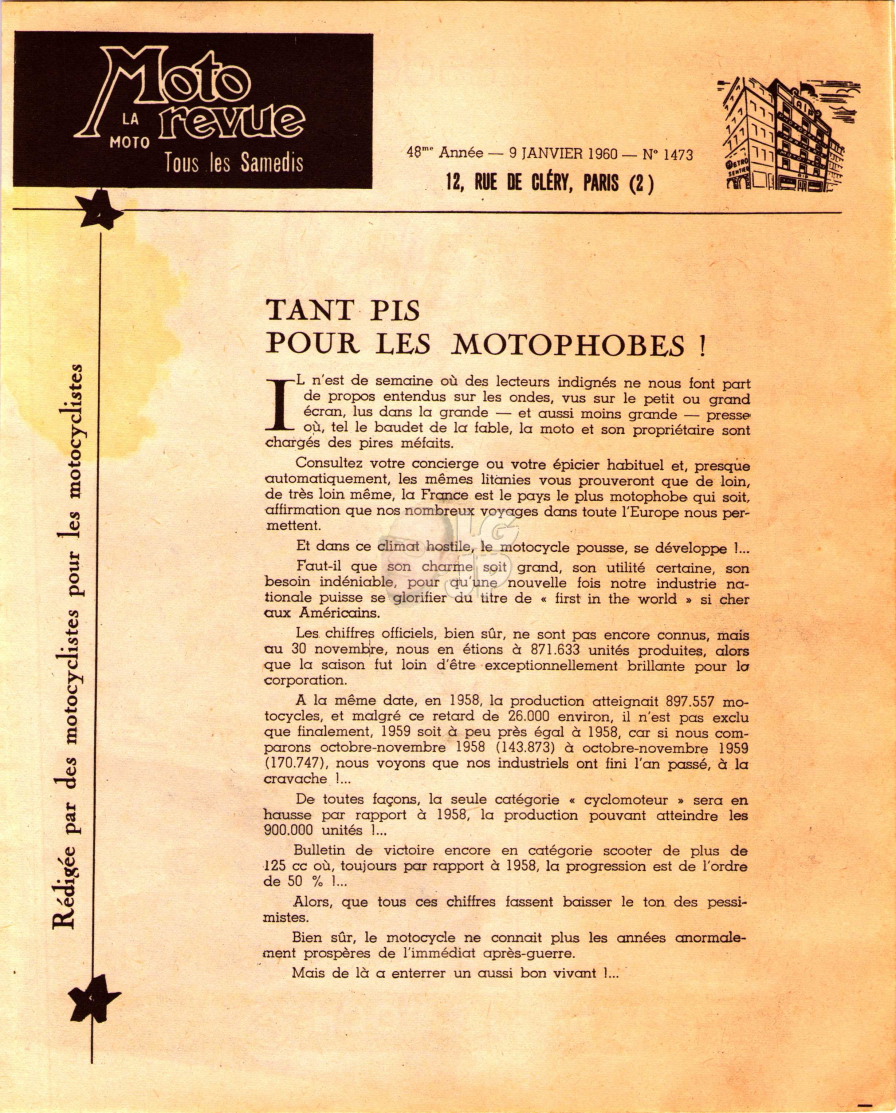 Moto
LA
MOTO
revue
Tous les Samedis
48me Année — 9 JANVIER 1960 — N° 1473
12, RUE DE CLÉRY, PARIS (2)
Rédigée par des motocyclistes pour les motocyclistes
TANT PIS
POUR LES MOTOPHOBES !
IL n'est de semaine où des lecteurs indignés ne nous font part
de propos entendus sur les ondes, vus sur le petit ou grand
écran, lus dans la grande — et aussi moins grande — presse
où, tel le baudet de la fable, la moto et son propriétaire sont
chargés des pires méfaits.
Consultez votre concierge ou votre épicier habituel et, presque
automatiquement, les mêmes litanies vous prouveront que de loin,
de très loin même, la France est le pays le plus motophobe qui soit,
affirmation que nos nombreux voyages dans toute l'Europe nous per-
mettent.
Et dans ce climat hostile, le motocycle pousse, se développe !...
Faut-il que son charme soit grand, son utilité certaine, son
besoin indéniable, pour qu'une nouvelle fois notre industrie na-
tionale puisse se glorifier du titre de « first in the world » si cher
aux Américains.
Les chiffres officiels, bien sûr, ne sont pas encore connus, mais
au 30 novembre, nous en étions à 871.633 unités produites, alors
que la saison fut loin d'être exceptionnellement brillante pour la
corporation.
A la même date, en 1958, la production atteignait 897.557 mo-
tocycles, et malgré ce retard de 26.000 environ, il n'est pas exclu
que finalement, 1959 soit à peu près égal à 1958, car si nous com-
parons octobre-novembre 1958 (143.873) à octobre-novembre 1959
(170.747), nous voyons que nos industriels ont fini l'an passé, à la
cravache !...
De toutes façons, la seule catégorie « cyclomoteur » sera en
hausse par rapport à 1958, la production pouvant atteindre les
900.000 unités !...
Bulletin de victoire encore en catégorie scooter de plus de
125 cc où, toujours par rapport à 1958, la progression est de l'ordre
de 50 % !...
Alors, que tous ces chiffres fassent baisser le ton des pessi-
mistes.
Bien sûr, le motocycle ne connait plus les années anormale-
ment prospères de l'immédiat après-guerre.
Mais de là a enterrer un aussi bon vivant !...